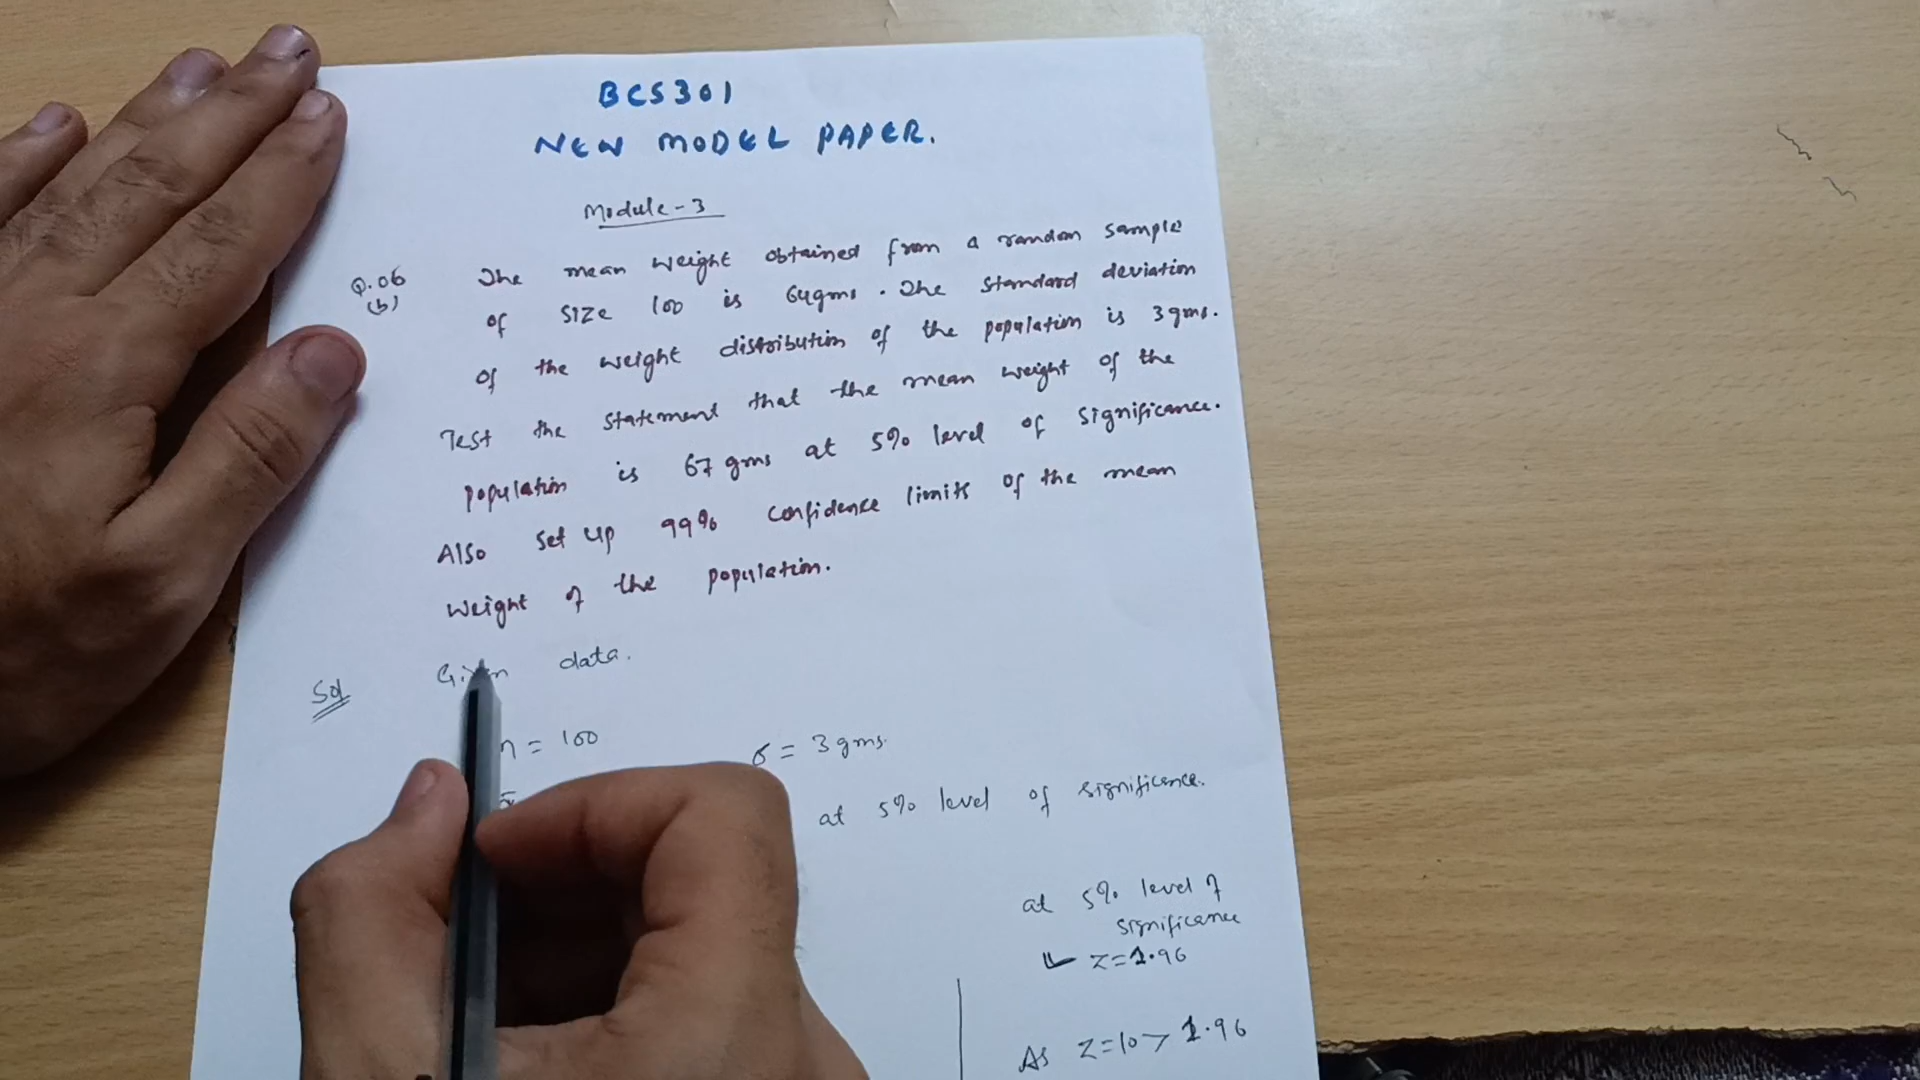 BCS301
NEW MODEL PAPER.
Module-3
Q.06 The mean weight obtained from a random sample
(b) of size 100 is 64gms. The standard deviation
of the weight distribution of the population is 3gms.
Test the statement that the mean weight of the
population is 67 gms at 5% level of significance.
Also set up 99% confidence limits of the mean
weight of the population.
Sol Given data.
n = 100 σ = 3 gms.
at 5% level of significance.
at 5% level of
significance
z=1.96
As z=10 > 1.96